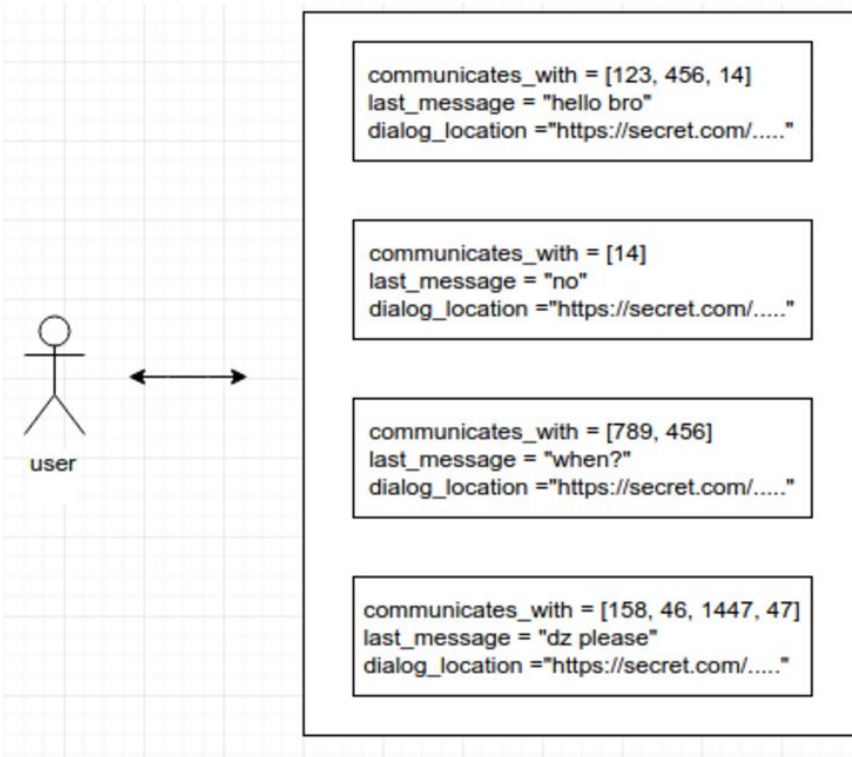 communicates_with = [123, 456, 14]
last_message = "hello bro"
dialog_location ="https://secret.com/....."
communicates_with = [14]
last_message = "no"
dialog_location ="https://secret.com/....."
user
communicates_with = [789, 456]
last_message = "when?"
dialog_location ="https://secret.com/....."
communicates_with = [158, 46, 1447, 47]
last_message = "dz please"
dialog_location ="https://secret.com/....."